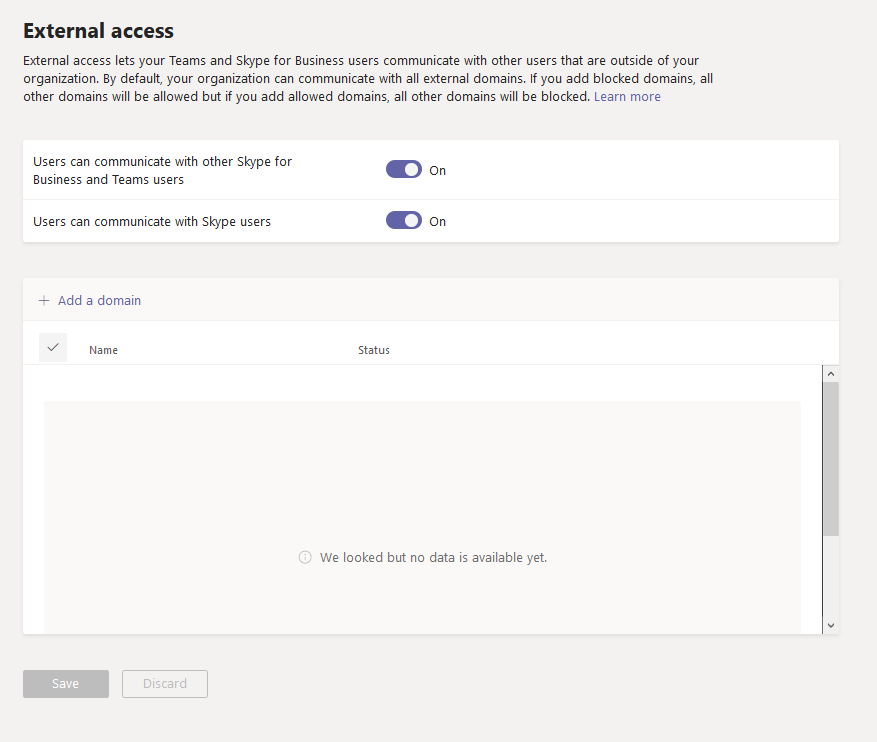 External access
External access lets your Teams and Skype for Business users communicate with other users that are outside of your
organization. By default, your organization can communicate with all external domains. If you add blocked domains, all
other domains will be allowed but if you add allowed domains, all other domains will be blocked. Learn more
Users can communicate with other Skype for
Business and Teams users
On
Users can communicate with Skype users
On
+ Add a domain
Name
Status
We looked but no data is available yet.
Save
Discard